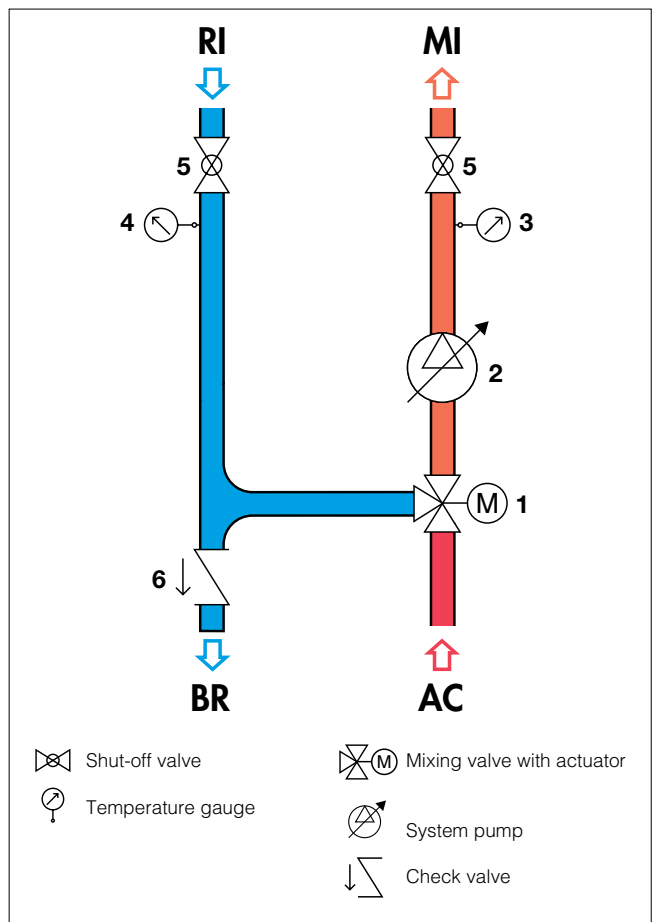 RI MI
5 5
4 3
2
M 1
6
BR AC
Shut-off valve
M Mixing valve with actuator
Temperature gauge
System pump
Check valve